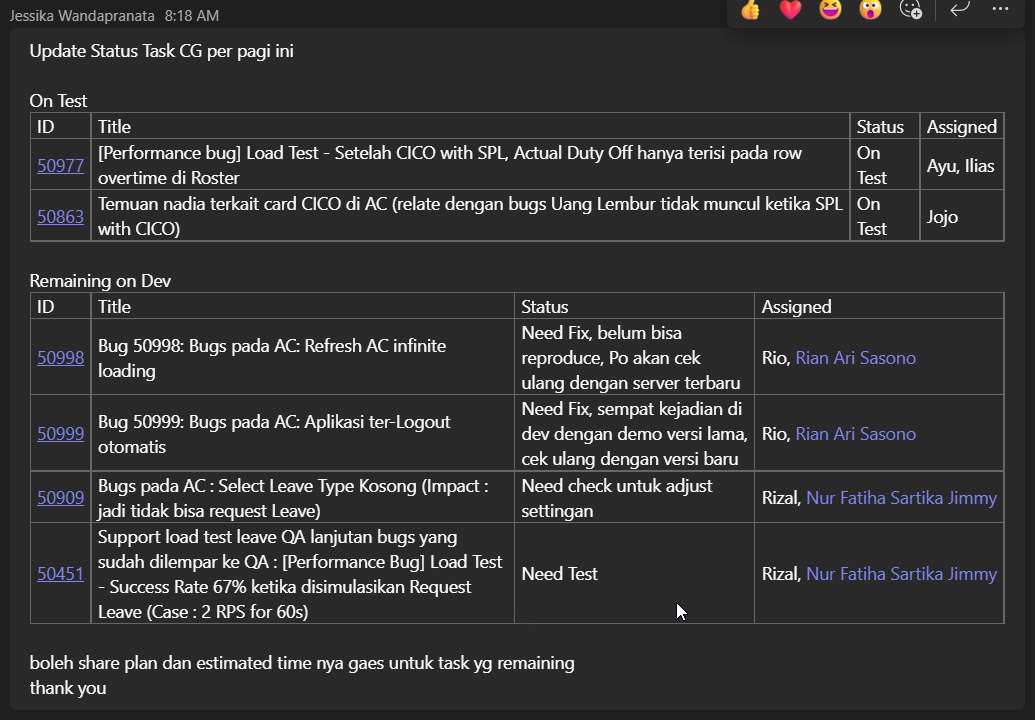 Jessika Wandapranata 8:18 AM
Update Status Task CG per pagi ini
On Test
ID Title Status Assigned
50977 [Performance bug] Load Test - Setelah CICO with SPL, Actual Duty Off hanya terisi pada row overtime di Roster On Test Ayu, Ilias
50863 Temuan nadia terkait card CICO di AC (relate dengan bugs Uang Lembur tidak muncul ketika SPL with CICO) On Test Jojo
Remaining on Dev
ID Title Status Assigned
50998 Bug 50998: Bugs pada AC: Refresh AC infinite loading Need Fix, belum bisa reproduce, Po akan cek ulang dengan server terbaru Rio, Rian Ari Sasono
50999 Bug 50999: Bugs pada AC: Aplikasi ter-Logout otomatis Need Fix, sempat kejadian di dev dengan demo versi lama, cek ulang dengan versi baru Rio, Rian Ari Sasono
50909 Bugs pada AC : Select Leave Type Kosong (Impact : jadi tidak bisa request Leave) Need check untuk adjust settingan Rizal, Nur Fatiha Sartika Jimmy
50451 Support load test leave QA lanjutan bugs yang sudah dilempar ke QA : [Performance Bug] Load Test - Success Rate 67% ketika disimulasikan Request Leave (Case : 2 RPS for 60s) Need Test Rizal, Nur Fatiha Sartika Jimmy
boleh share plan dan estimated time nya gaes untuk task yg remaining
thank you